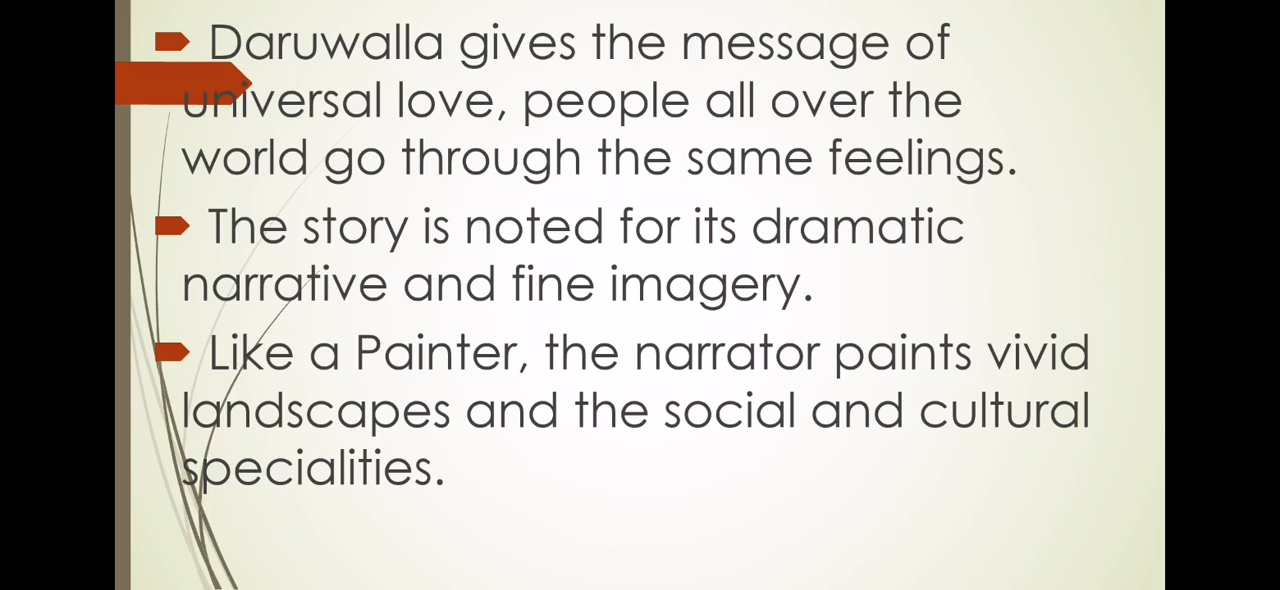 Daruwalla gives the message of
universal love, people all over the
world go through the same feelings.
The story is noted for its dramatic
narrative and fine imagery.
Like a Painter, the narrator paints vivid
landscapes and the social and cultural
specialities.